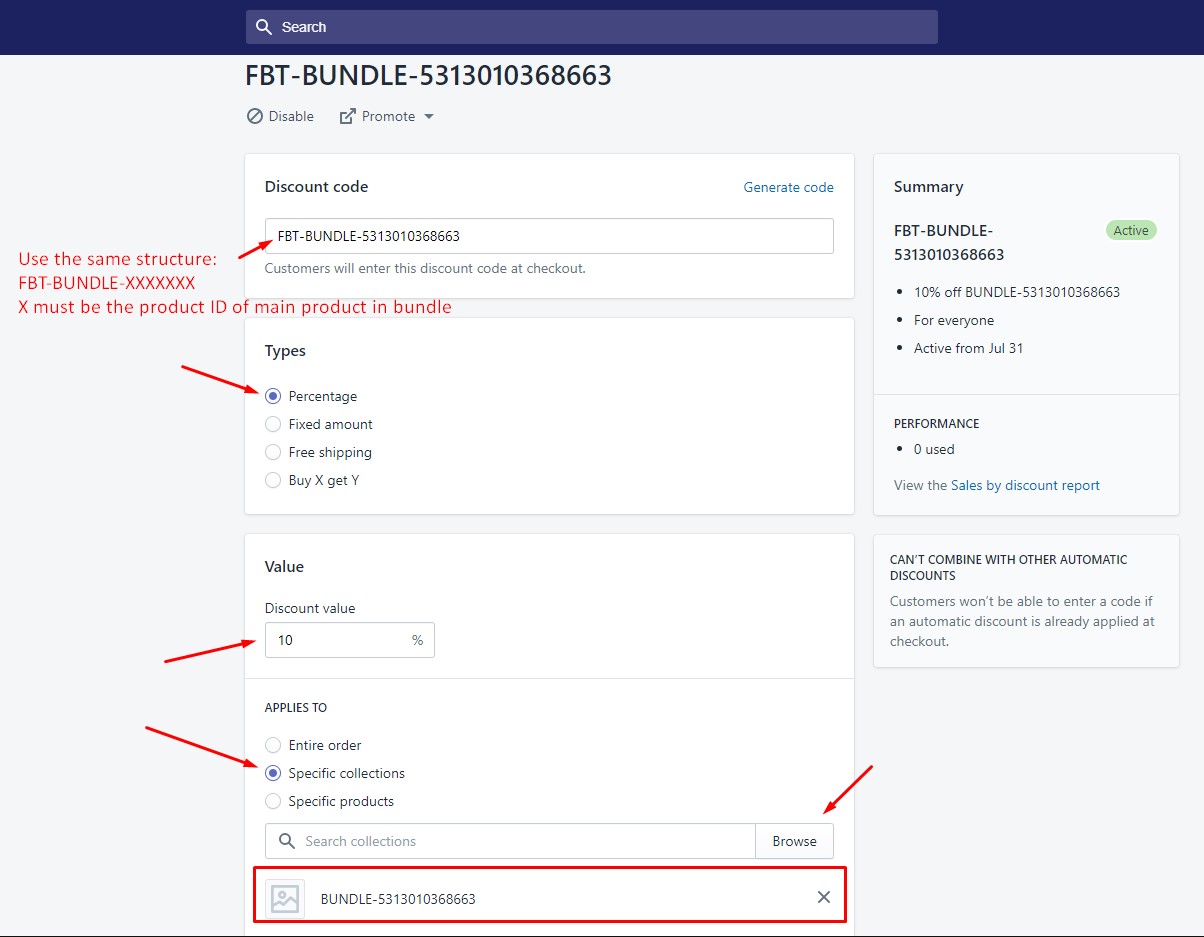 Search
FBT-BUNDLE-5313010368663
Disable
Promote
Discount code
Generate code
FBT-BUNDLE-5313010368663
Customers will enter this discount code at checkout.
Use the same structure:
FBT-BUNDLE-XXXXXXX
X must be the product ID of main product in bundle
Types
Percentage
Fixed amount
Free shipping
Buy X get Y
Value
Discount value
10 %
APPLIES TO
Entire order
Specific collections
Specific products
Search collections
Browse
BUNDLE-5313010368663
Summary
FBT-BUNDLE-
5313010368663
Active
10% off BUNDLE-5313010368663
For everyone
Active from Jul 31
PERFORMANCE
0 used
View the Sales by discount report
CAN'T COMBINE WITH OTHER AUTOMATIC
DISCOUNTS
Customers won't be able to enter a code if
an automatic discount is already applied at
checkout.